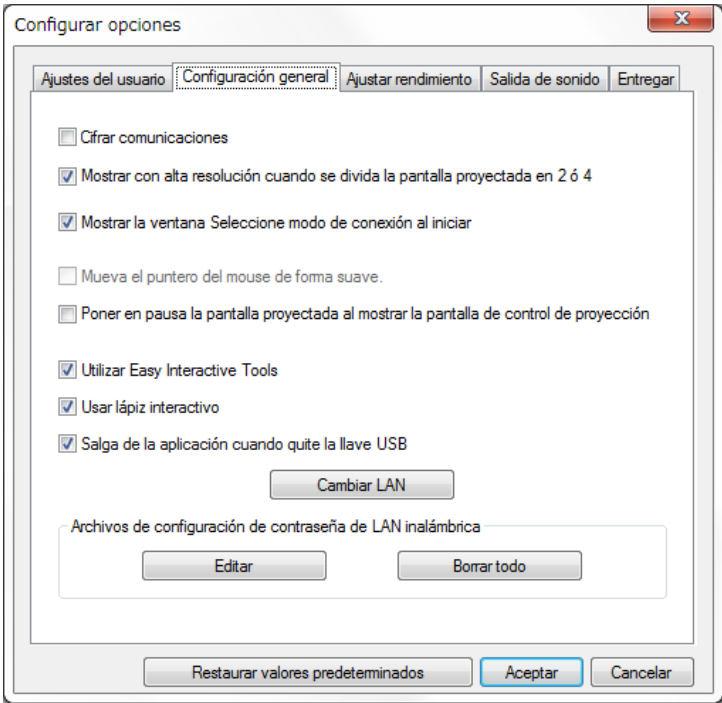 Configurar opciones
Ajustes del usuario Configuración general Ajustar rendimiento Salida de sonido Entregar
Cifrar comunicaciones
Mostrar con alta resolución cuando se divida la pantalla proyectada en 2 ó 4
Mostrar la ventana Seleccione modo de conexión al iniciar
Mueva el puntero del mouse de forma suave.
Poner en pausa la pantalla proyectada al mostrar la pantalla de control de proyección
Utilizar Easy Interactive Tools
Usar lápiz interactivo
Salga de la aplicación cuando quite la llave USB
Cambiar LAN
Archivos de configuración de contraseña de LAN inalámbrica
Editar Borrar todo
Restaurar valores predeterminados Aceptar Cancelar